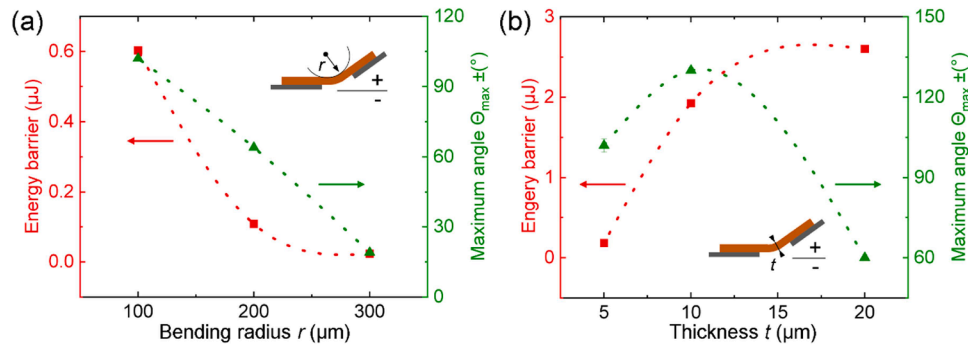 (a)
Energy barrier (µJ)
0.6
0.4
0.2
0.0
r
+
-
120
90
60
30
0
Maximum angle Θmax ±(°)
100
200
300
Bending radius r (µm)
(b)
Engery barrier (µJ)
3
2
1
0
t
+
-
150
120
90
60
Maximum angle Θmax ±(°)
5
10
15
20
Thickness t (µm)